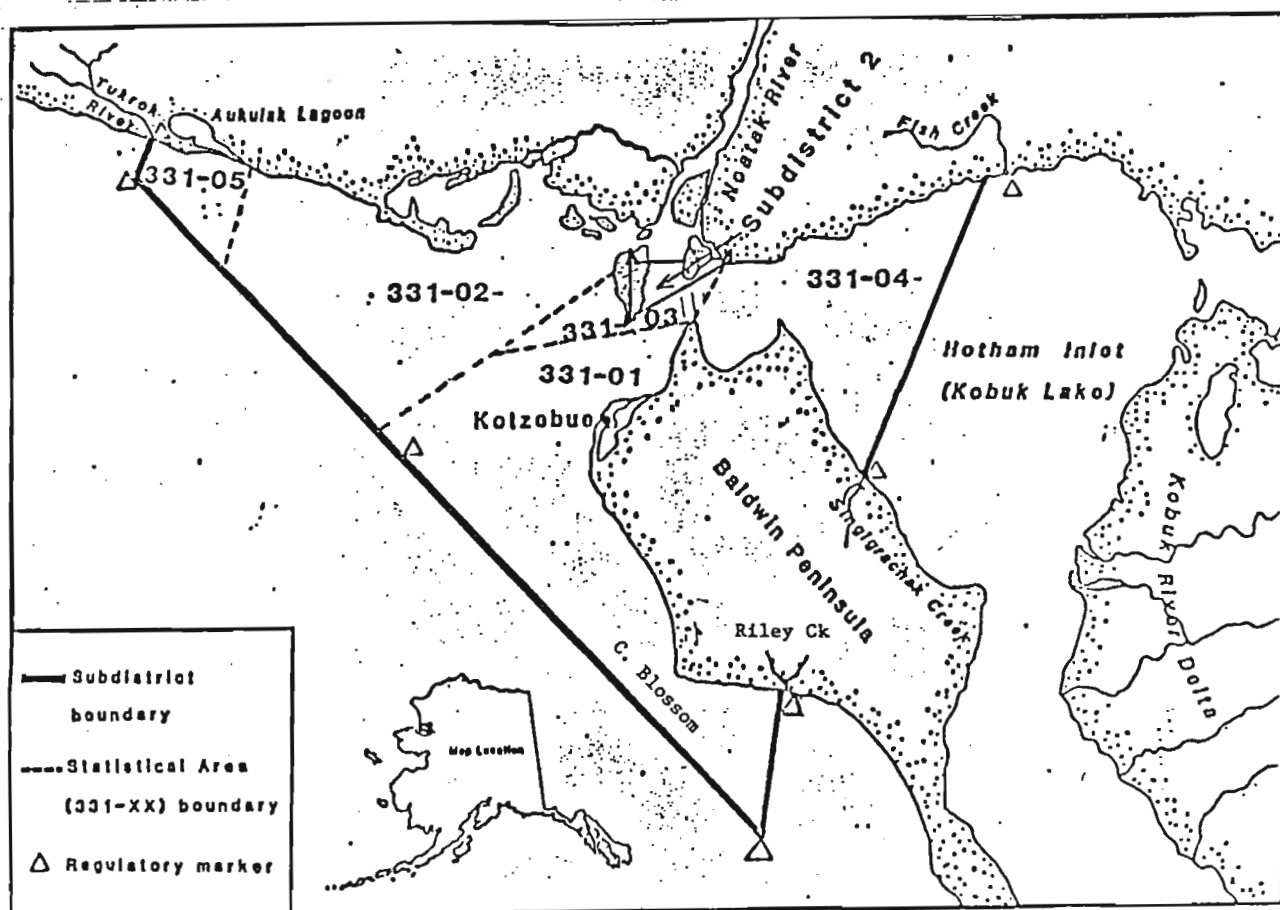 Tukrok
River
Aukulak Lagoon
Noatak River
Subdistrict 2
Fish Creek
331-05
331-02-
331-04-
331-03
331-01
Hotham Inlet
(Kobuk Lake)
Kotzebue
Baldwin Peninsula
Singigrachak Creek
Kobuk River Delta
Riley Ck
C. Blossom
Map Location
Subdistrict
boundary
Statistical Area
(331-XX) boundary
Regulatory marker